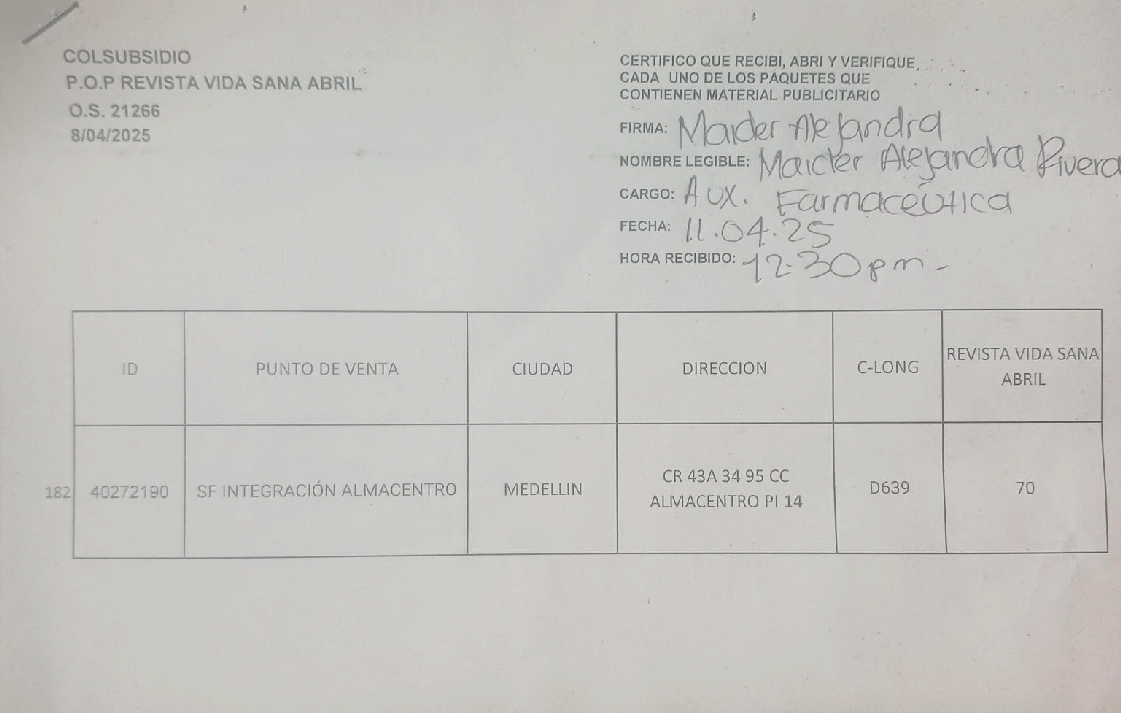 COLSUBSIDIO
P.O.P REVISTA VIDA SANA ABRIL
O.S. 21266
8/04/2025
CERTIFICO QUE RECIBI, ABRI Y VERIFIQUE
CADA UNO DE LOS PAQUETES QUE
CONTIENEN MATERIAL PUBLICITARIO
FIRMA: Maider Alejandra
NOMBRE LEGIBLE: Maider Alejandra Rivera
CARGO: Aux. Farmacéutica
FECHA: 11.04.25
HORA RECIBIDO: 12:30pm-
ID PUNTO DE VENTA CIUDAD DIRECCION C-LONG REVISTA VIDA SANA
ABRIL
182 40272190 SF INTEGRACIÓN ALMACENTRO MEDELLIN CR 43A 34 95 CC
ALMACENTRO PI 14 D639 70